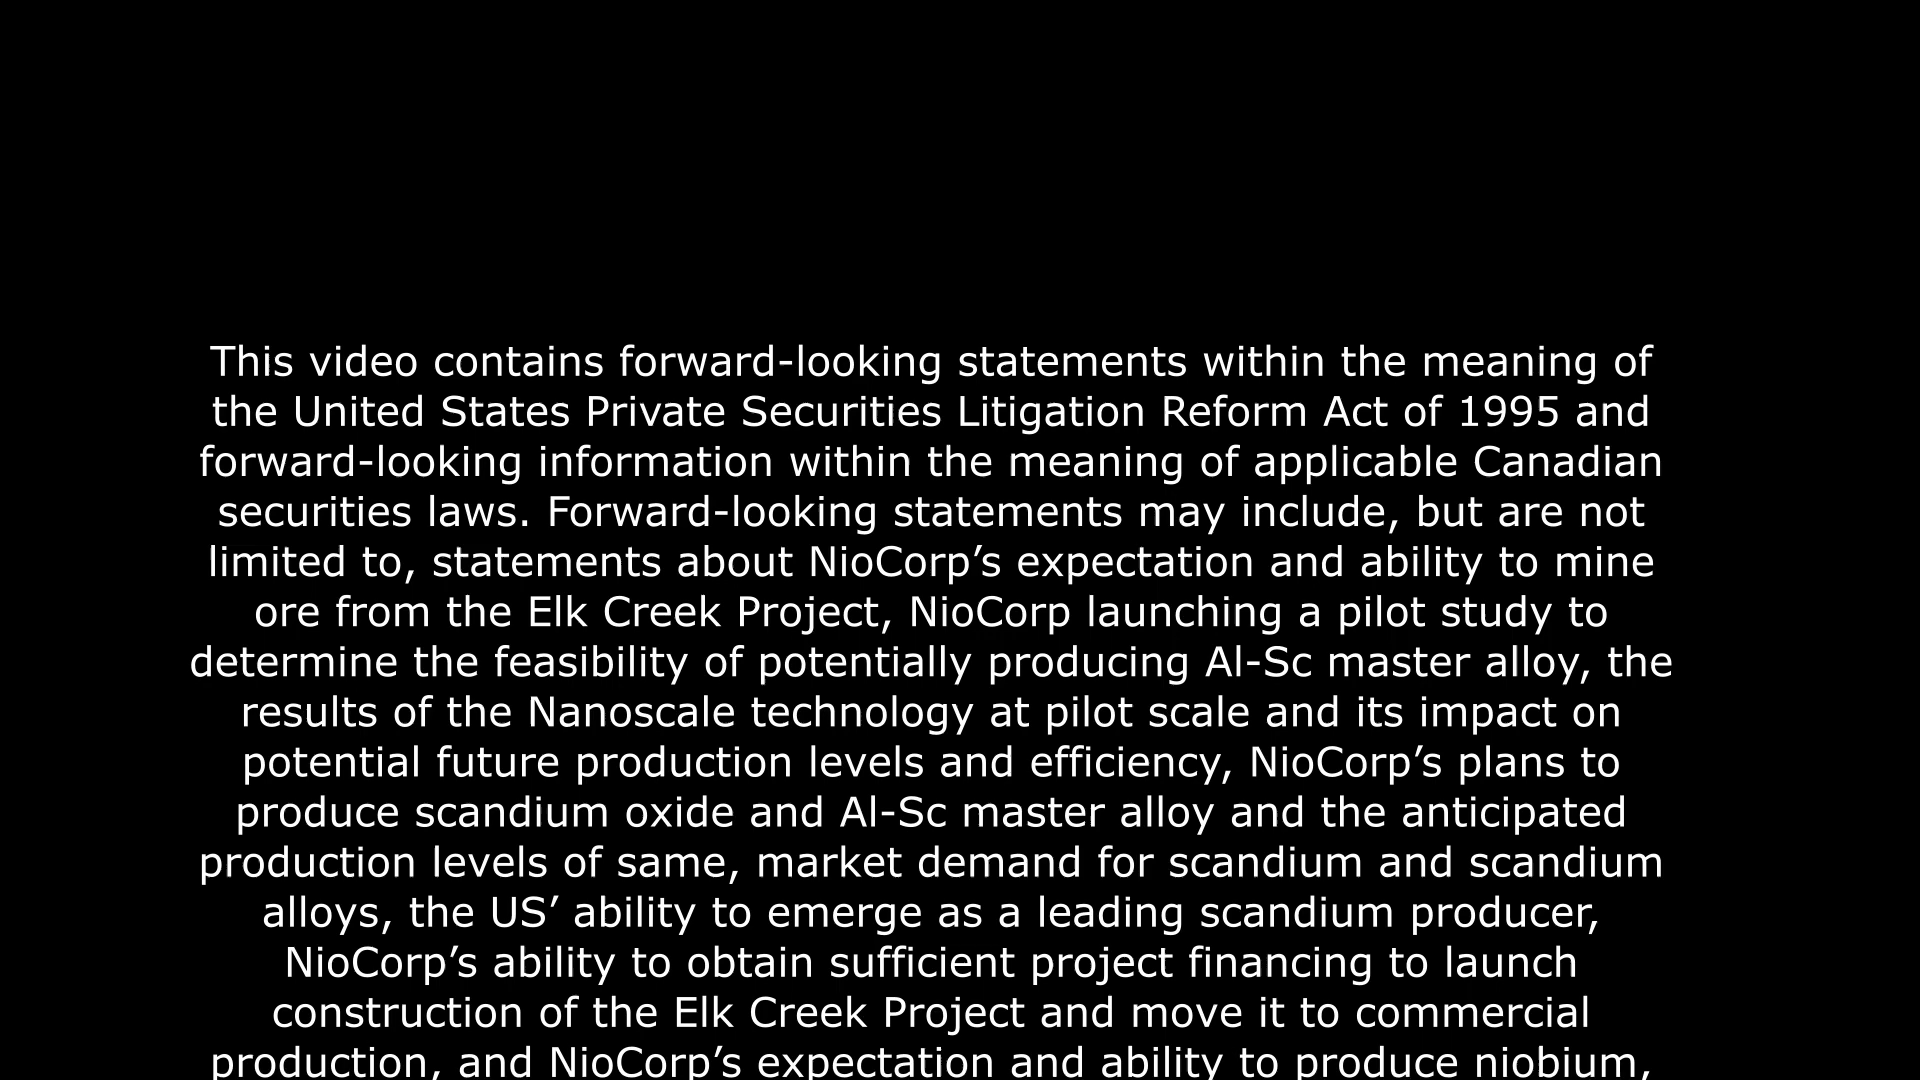 This video contains forward-looking statements within the meaning of
the United States Private Securities Litigation Reform Act of 1995 and
forward-looking information within the meaning of applicable Canadian
securities laws. Forward-looking statements may include, but are not
limited to, statements about NioCorp’s expectation and ability to mine
ore from the Elk Creek Project, NioCorp launching a pilot study to
determine the feasibility of potentially producing Al-Sc master alloy, the
results of the Nanoscale technology at pilot scale and its impact on
potential future production levels and efficiency, NioCorp’s plans to
produce scandium oxide and Al-Sc master alloy and the anticipated
production levels of same, market demand for scandium and scandium
alloys, the US’ ability to emerge as a leading scandium producer,
NioCorp’s ability to obtain sufficient project financing to launch
construction of the Elk Creek Project and move it to commercial
production, and NioCorp’s expectation and ability to produce niobium,